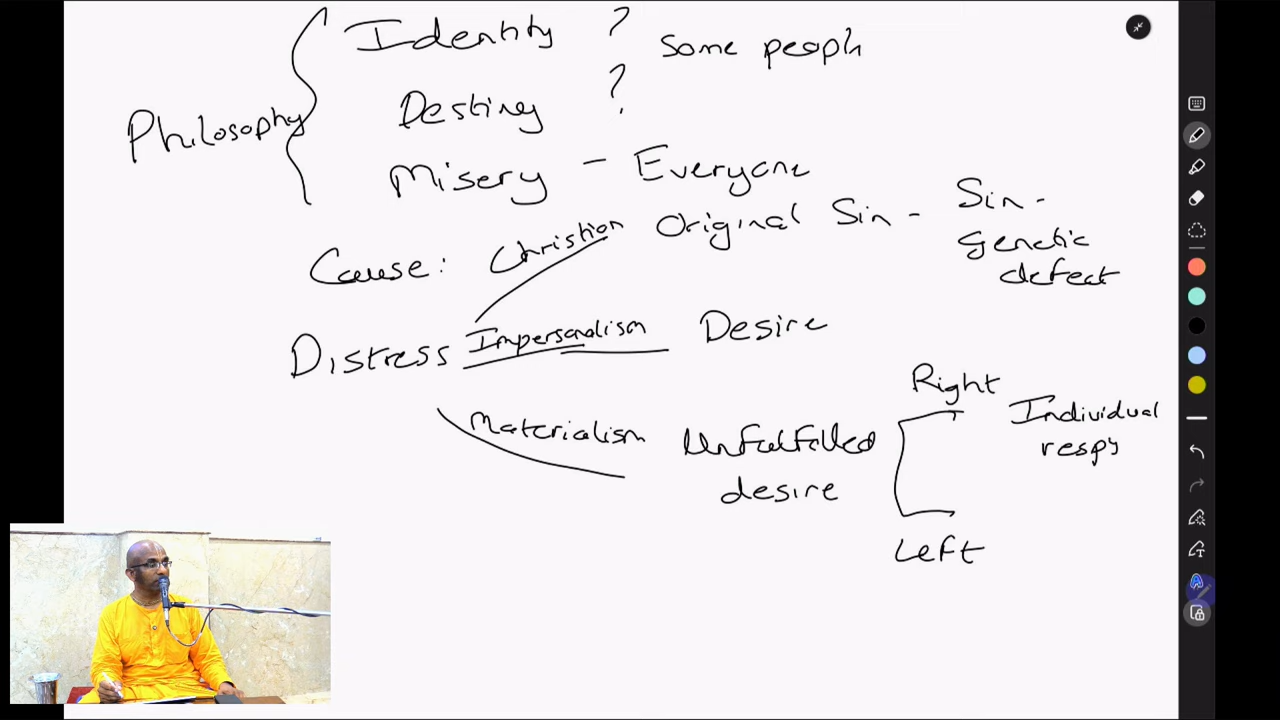 Identity ?
some people
Philosophy
Destiny ?
Misery - Everyone
Cause: Christian Original Sin - Sin -
genetic
defect
Distress Impersonalism Desire
Materialism Unfulfilled
desire
Right
Individual
respy
Left